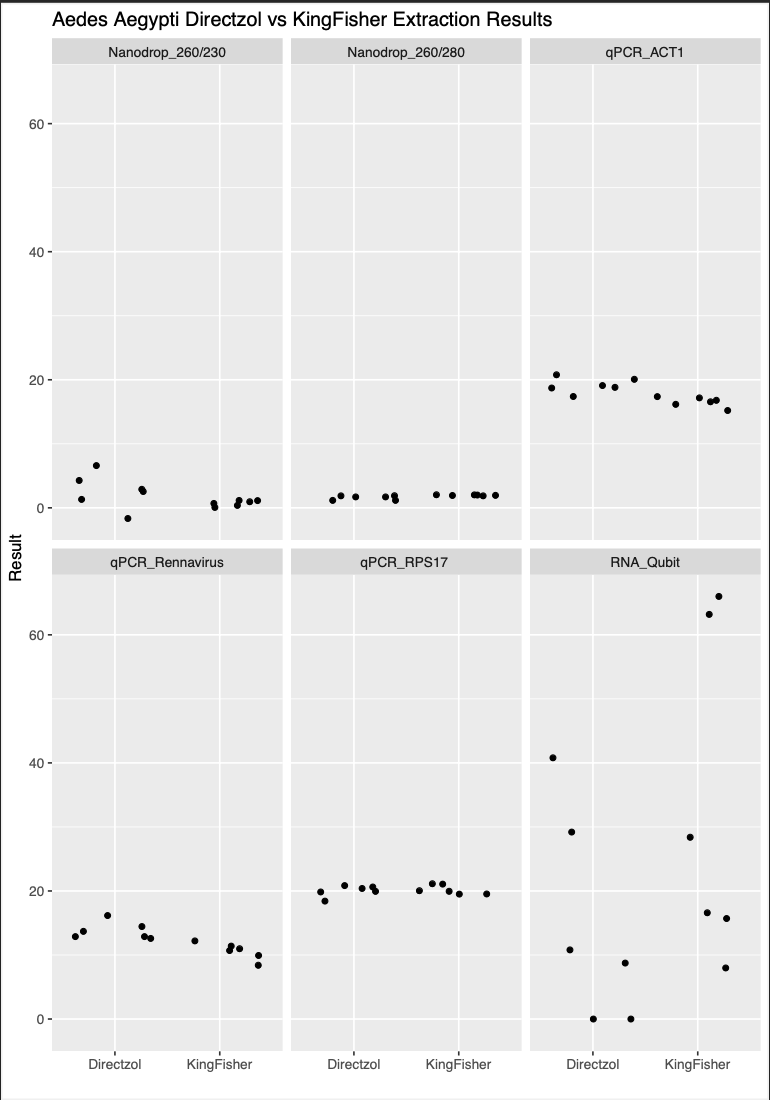 Aedes Aegypti Directzol vs KingFisher Extraction Results
Nanodrop_260/230
Nanodrop_260/280
qPCR_ACT1
60
40
20
0
Result
qPCR_Rennavirus
qPCR_RPS17
RNA_Qubit
60
40
20
0
Directzol
KingFisher
Directzol
KingFisher
Directzol
KingFisher